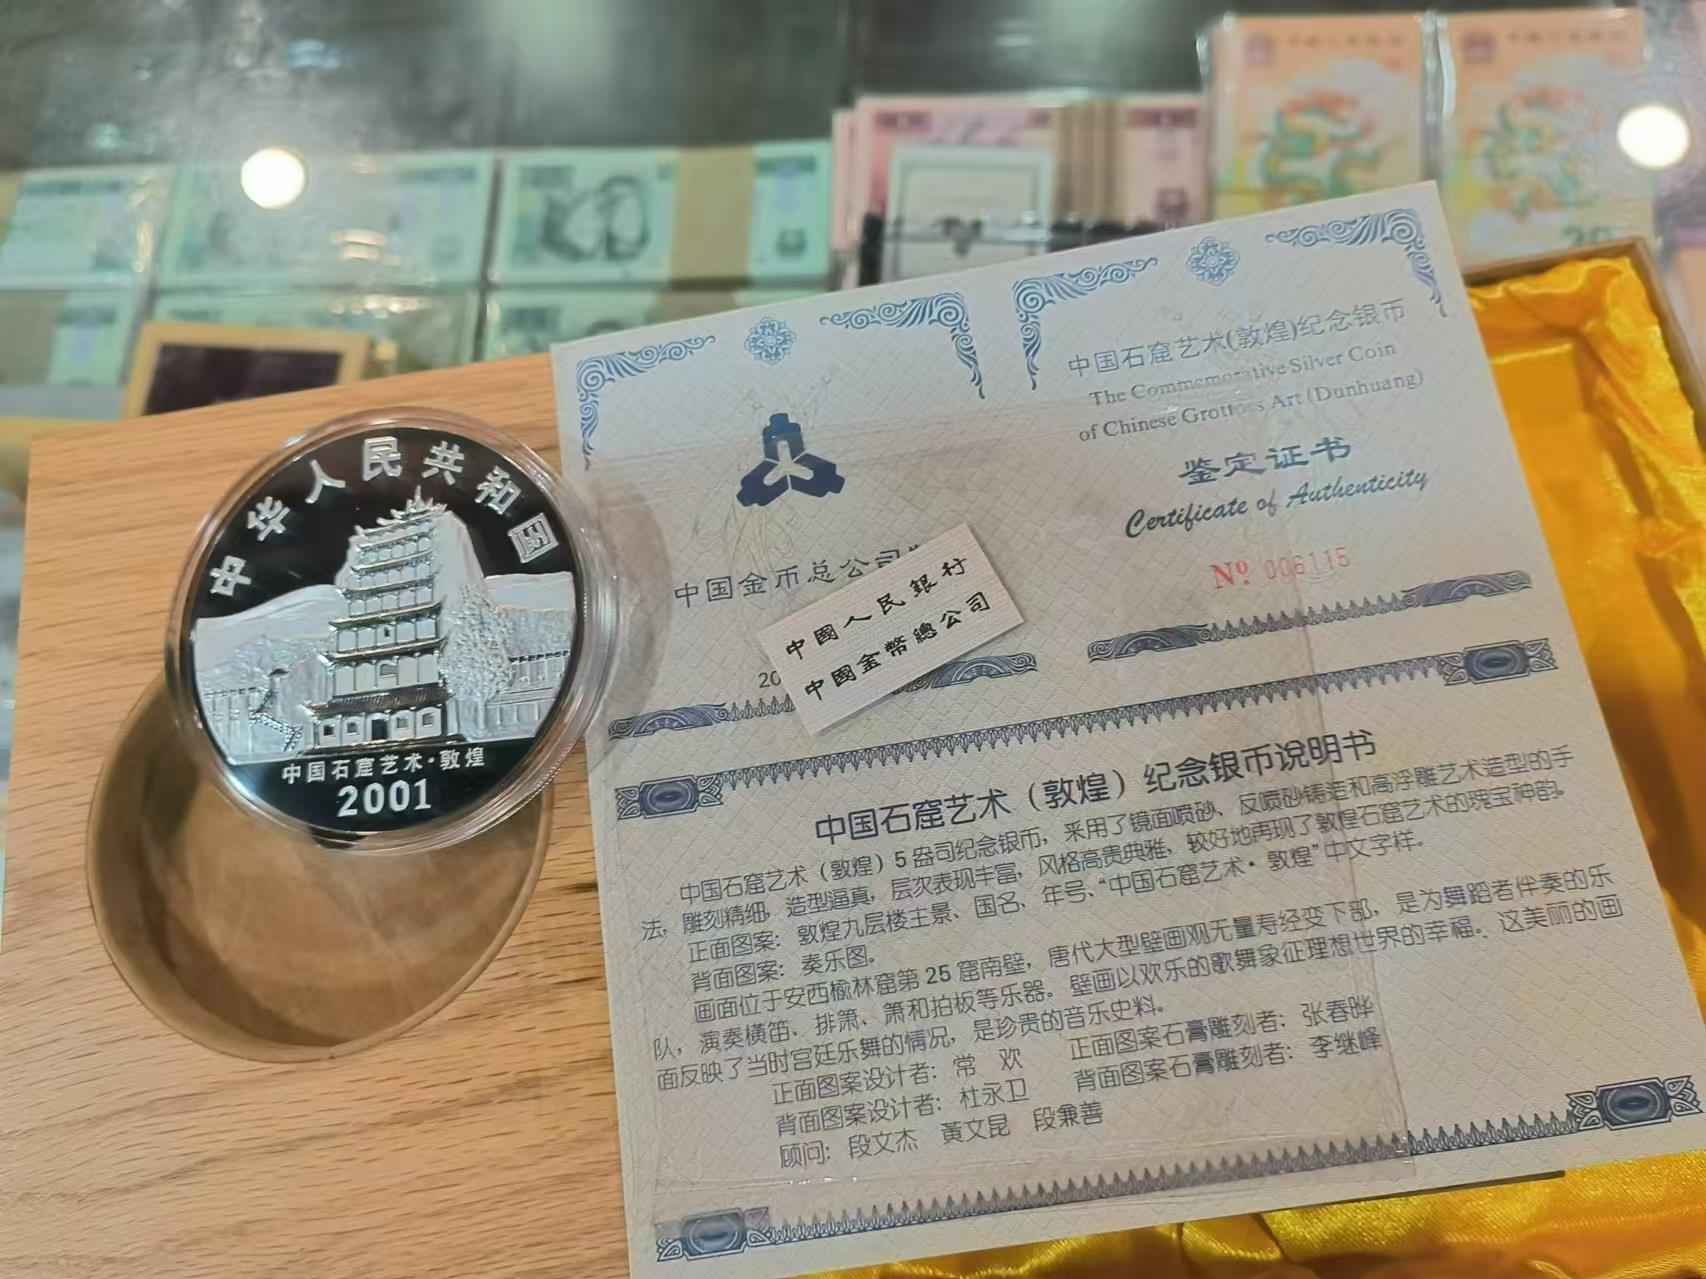 中华人民共和国
中国石窟艺术·敦煌
2001
中国金币总公司
20
中國人民銀行
中國金幣總公司
中国石窟艺术(敦煌)纪念银币
The Commemorative Silver Coin
of Chinese Grottoes Art (Dunhuang)
鉴定证书
Certificate of Authenticity
Nº 006115
中国石窟艺术（敦煌）纪念银币说明书
中国石窟艺术（敦煌）5盎司纪念银币，采用了镜面喷砂、反喷砂铸造和高浮雕艺术造型的手
法，雕刻精细，造型逼真，层次表现丰富，风格高贵典雅，较好地再现了敦煌石窟艺术的瑰宝神韵。
正面图案：敦煌九层楼主景、国名、年号、“中国石窟艺术·敦煌”中文字样。
背面图案：奏乐图。
画面位于安西榆林窟第25窟南壁，唐代大型壁画观无量寿经变下部，是为舞蹈者伴奏的乐
队，演奏横笛、排箫、箫和拍板等乐器。壁画以欢乐的歌舞象征理想世界的幸福。这美丽的画
面反映了当时宫廷乐舞的情况，是珍贵的音乐史料。
正面图案设计者：常 欢 正面图案石膏雕刻者：张春晔
背面图案设计者：杜永卫 背面图案石膏雕刻者：李继峰
顾问：段文杰 黄文昆 段兼善